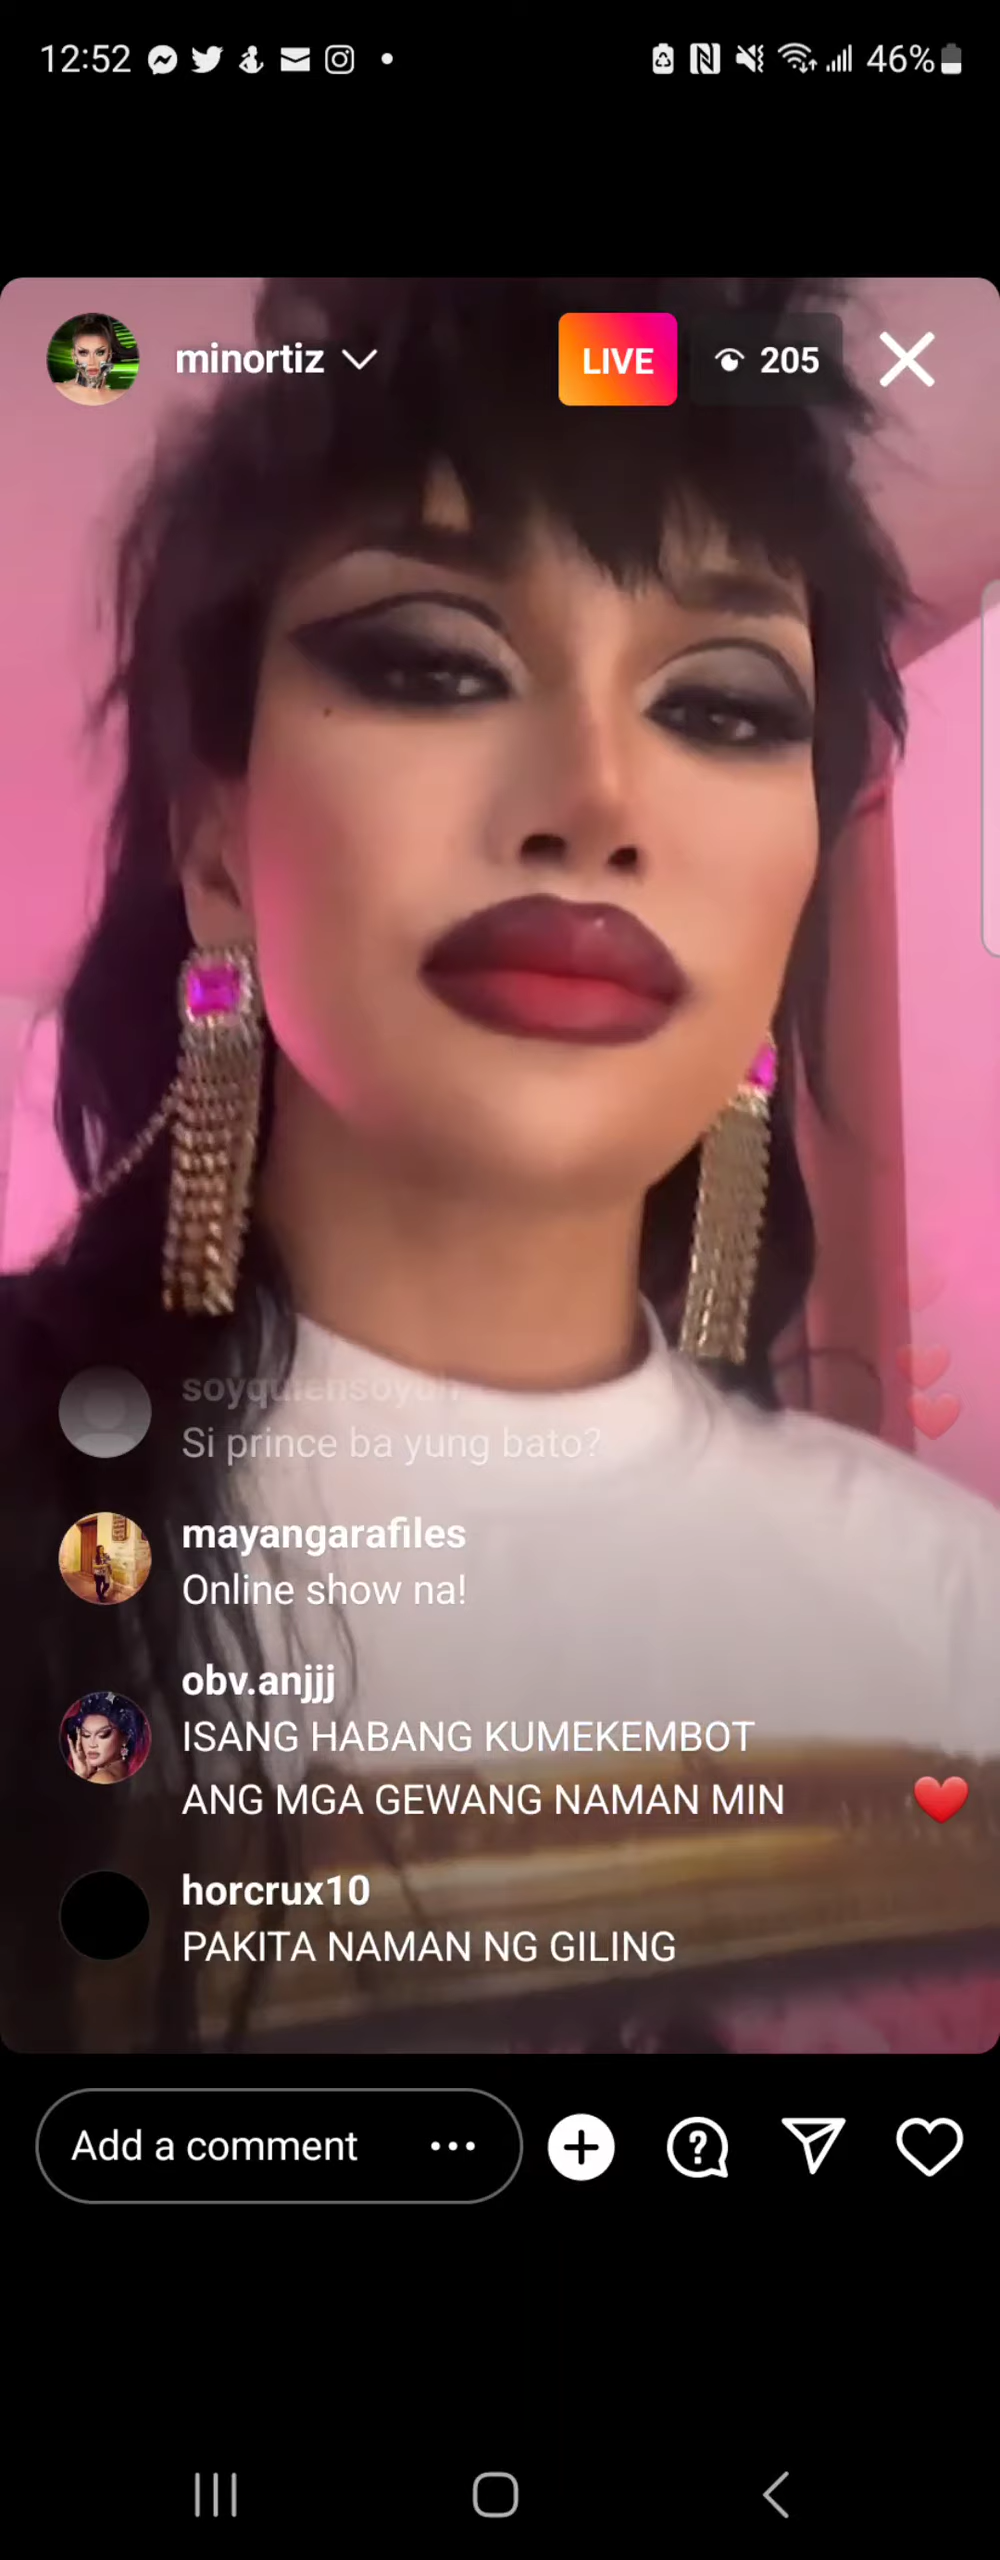 12:52
46%
minortiz
LIVE
205
Si prince ba yung bato?
mayangarafiles
Online show na!
obv.anjjj
ISANG HABANG KUMEKEMBOT
ANG MGA GEWANG NAMAN MIN
horcrux10
PAKITA NAMAN NG GILING
Add a comment